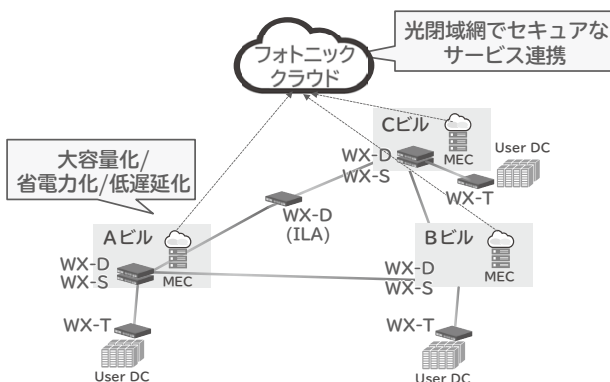 光閉域網でセキュアな
サービス連携
フォトニック
クラウド
大容量化/
省電力化/低遅延化
Cビル
MEC
WX-D
WX-S
User DC
WX-T
WX-D
(ILA)
Aビル
MEC
WX-D
WX-S
Bビル
MEC
WX-D
WX-S
WX-T
User DC
WX-T
User DC